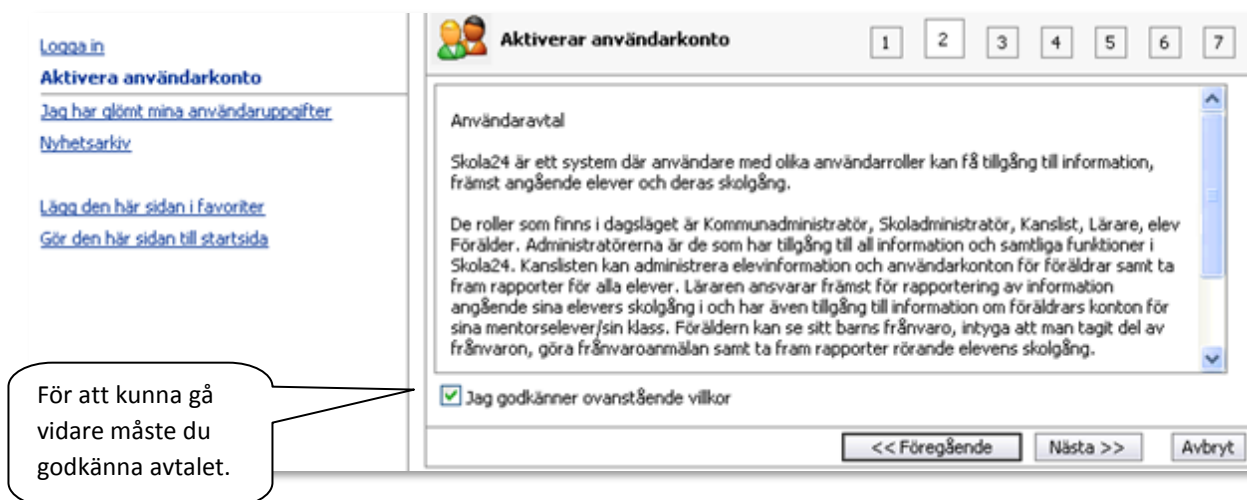 Logga in
Aktivera användarkonto
Jag har glömt mina användaruppgifter
Nyhetsarkiv
Lägg den här sidan i favoriter
Gör den här sidan till startsida
Aktiverar användarkonto
1 2 3 4 5 6 7
Användaravtal
Skola24 är ett system där användare med olika användarroller kan få tillgång till information,
främst angående elever och deras skolgång.
De roller som finns i dagsläget är Kommunadministratör, Skoladministratör, Kanslist, Lärare, elev
Förälder. Administratörerna är de som har tillgång till all information och samtliga funktioner i
Skola24. Kanslisten kan administrera elevinformation och användarkonton för föräldrar samt ta
fram rapporter för alla elever. Läraren ansvarar främst för rapportering av information
angående sina elevers skolgång i och har även tillgång till information om föräldrars konton för
sina mentorselever/sin klass. Föräldern kan se sitt barns frånvaro, intyga att man tagit del av
frånvaron, göra frånvaroanmälan samt ta fram rapporter rörande elevens skolgång.
Jag godkänner ovanstående villkor
<< Föregående Nästa >> Avbryt
För att kunna gå
vidare måste du
godkänna avtalet.